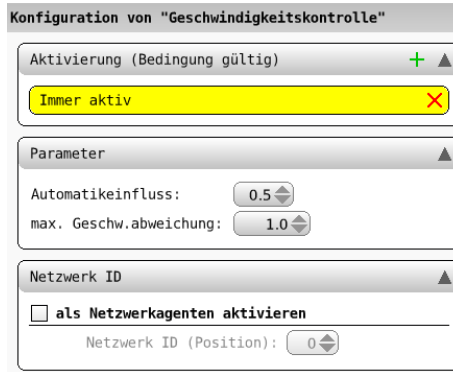 Konfiguration von "Geschwindigkeitskontrolle"
Aktivierung (Bedingung gültig)
Immer aktiv
Parameter
Automatikeinfluss: 0.5
max. Geschw.abweichung: 1.0
Netzwerk ID
als Netzwerkagenten aktivieren
Netzwerk ID (Position): 0